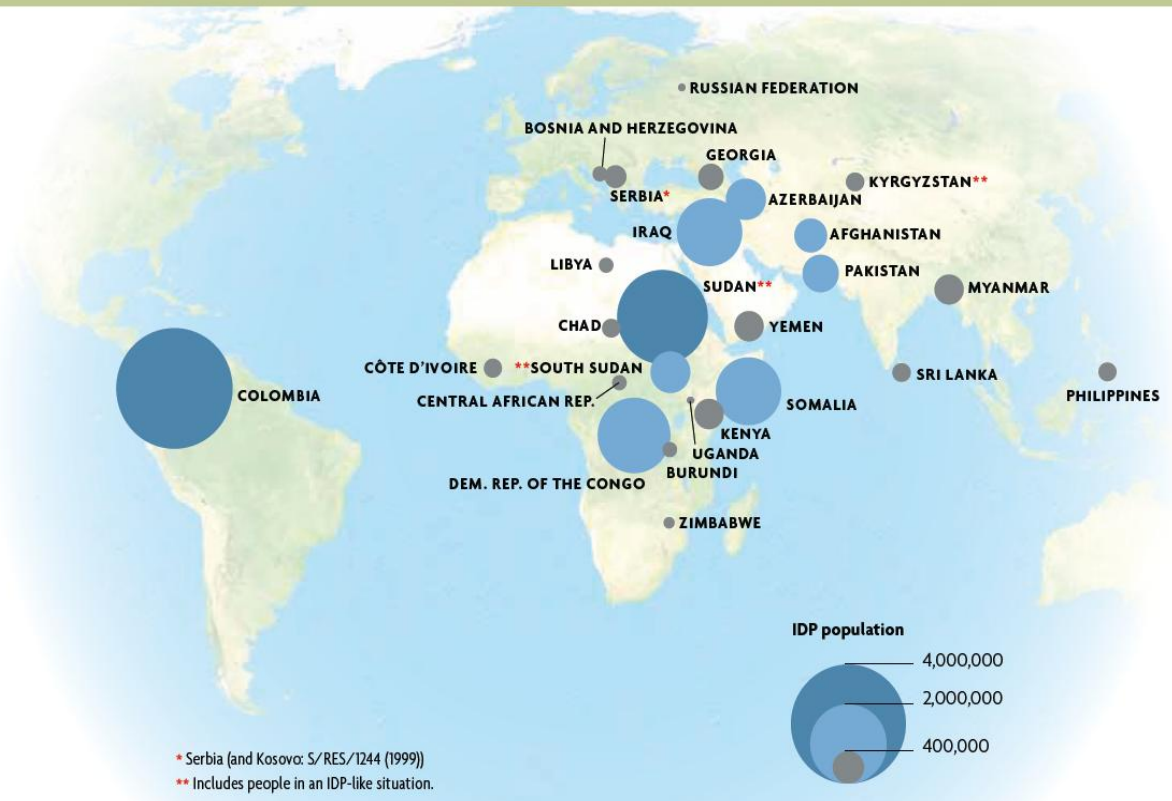 RUSSIAN FEDERATION
BOSNIA AND HERZEGOVINA
GEORGIA
KYRGYZSTAN**
SERBIA*
AZERBAIJAN
IRAQ
AFGHANISTAN
LIBYA
PAKISTAN
SUDAN**
MYANMAR
CHAD
YEMEN
CÔTE D'IVOIRE
**SOUTH SUDAN
SRI LANKA
COLOMBIA
CENTRAL AFRICAN REP.
SOMALIA
PHILIPPINES
KENYA
UGANDA
BURUNDI
DEM. REP. OF THE CONGO
ZIMBABWE
IDP population
4,000,000
2,000,000
400,000
* Serbia (and Kosovo: S/RES/1244 (1999))
** Includes people in an IDP-like situation.